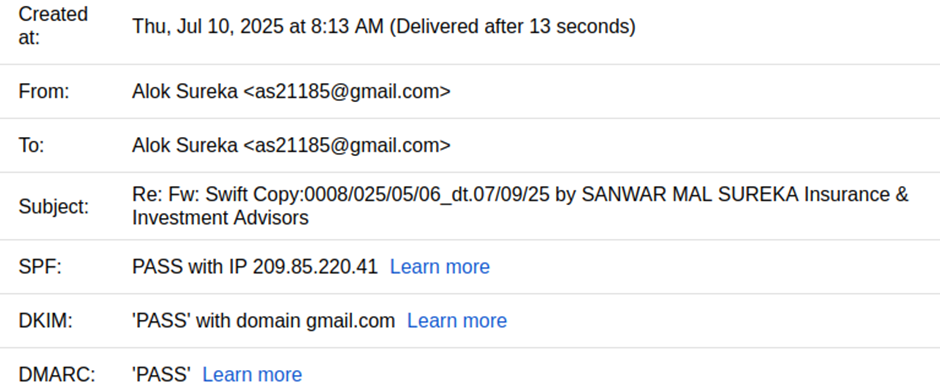 Created
at:
Thu, Jul 10, 2025 at 8:13 AM (Delivered after 13 seconds)
From:
Alok Sureka <as21185@gmail.com>
To:
Alok Sureka <as21185@gmail.com>
Subject:
Re: Fw: Swift Copy:0008/025/05/06_dt.07/09/25 by SANWAR MAL SUREKA Insurance &
Investment Advisors
SPF:
PASS with IP 209.85.220.41 Learn more
DKIM:
'PASS' with domain gmail.com Learn more
DMARC:
'PASS' Learn more